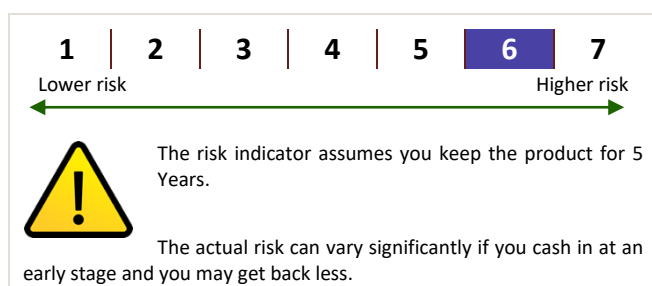 1 2 3 4 5 6 7
Lower risk Higher risk
The risk indicator assumes you keep the product for 5
Years.
The actual risk can vary significantly if you cash in at an
early stage and you may get back less.